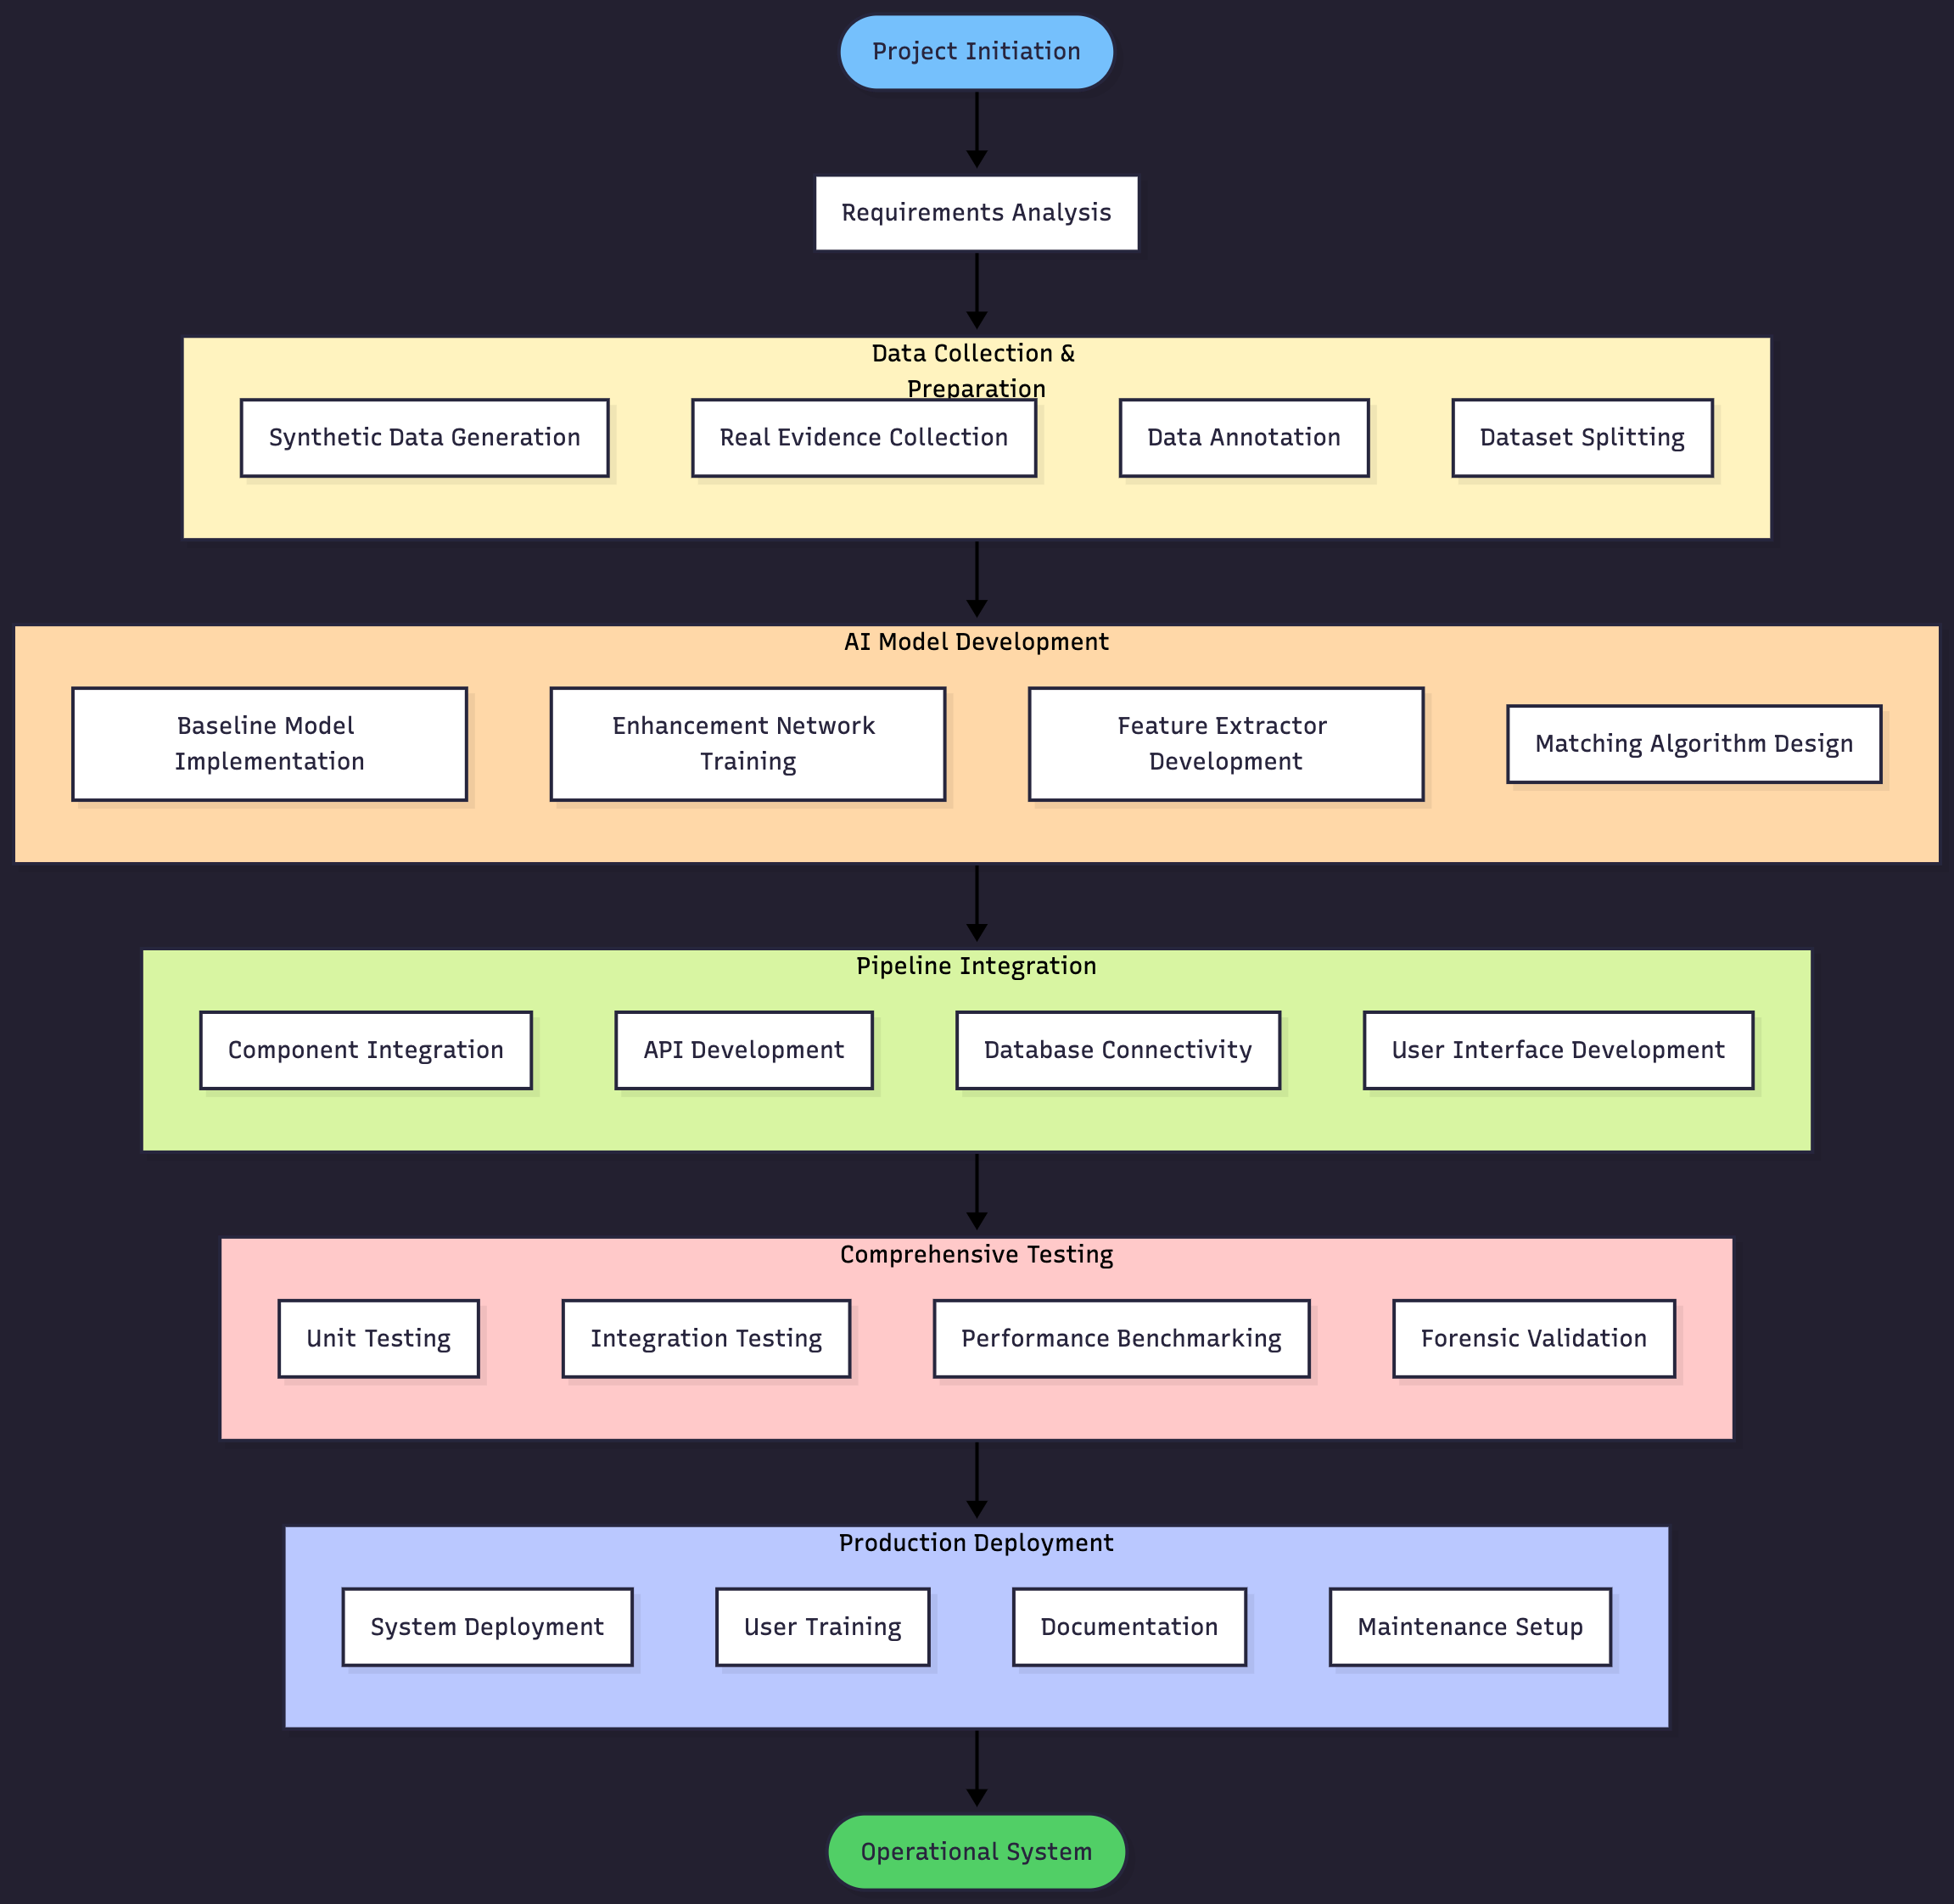 Project Initiation
Requirements Analysis
Data Collection &
Preparation
Synthetic Data Generation
Real Evidence Collection
Data Annotation
Dataset Splitting
AI Model Development
Baseline Model
Implementation
Enhancement Network
Training
Feature Extractor
Development
Matching Algorithm Design
Pipeline Integration
Component Integration
API Development
Database Connectivity
User Interface Development
Comprehensive Testing
Unit Testing
Integration Testing
Performance Benchmarking
Forensic Validation
Production Deployment
System Deployment
User Training
Documentation
Maintenance Setup
Operational System